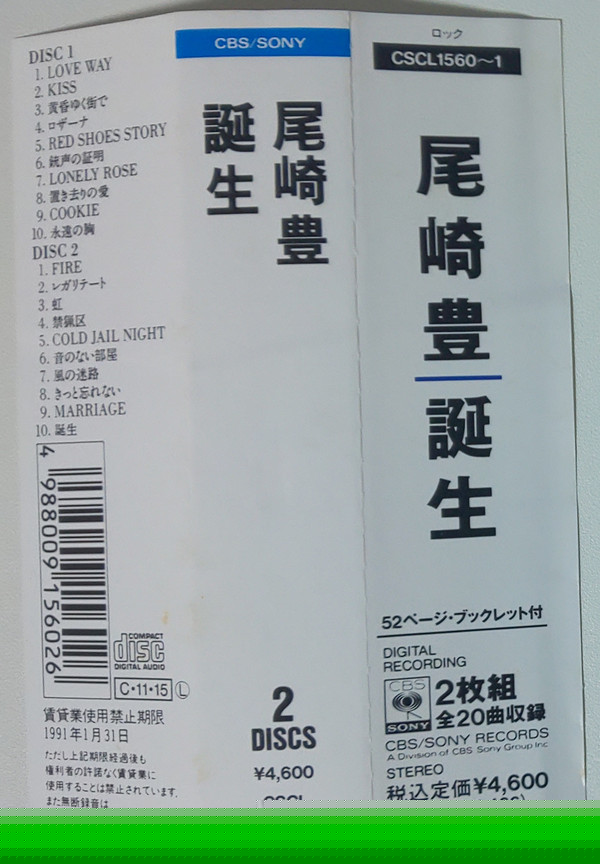 DISC 1
1. LOVE WAY
2. KISS
3. 黄昏ゆく街で
4. ロザーナ
5. RED SHOES STORY
6. 銃声の証明
7. LONELY ROSE
8. 置き去りの愛
9. COOKIE
10. 永遠の胸
DISC 2
1. FIRE
2. レガリテート
3. 虹
4. 禁猟区
5. COLD JAIL NIGHT
6. 音のない部屋
7. 風の迷路
8. きっと忘れない
9. MARRIAGE
10. 誕生
4 988009 156026
COMPACT
disc
DIGITAL AUDIO
C・11・15 Ⓛ
賃貸業使用禁止期限
1991年1月31日
ただし上記期限経過後も
権利者の許諾なく賃貸業に
使用することは禁止されています。
また無断録音は
CBS/SONY
尾崎豊
誕生
2
DISCS
¥4,600
ロック
CSCL1560〜1
尾崎豊
誕生
52ページ・ブックレット付
DIGITAL
RECORDING
CBS
SONY
2枚組
全20曲収録
CBS/SONY RECORDS
A Division of CBS Sony Group Inc
STEREO
税込定価¥4,600